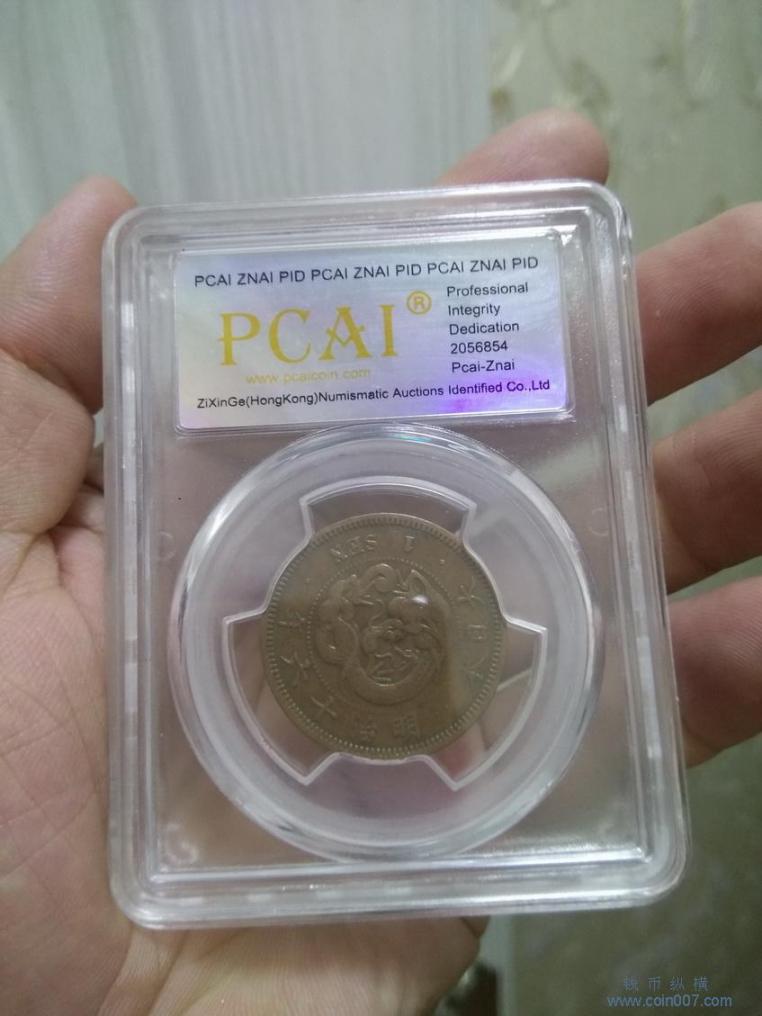 PCAI ZNAI PID PCAI ZNAI PID PCAI ZNAI PID
PCAI®
www.pcaicoin.com
Professional
Integrity
Dedication
2056854
Pcai-Znai
ZiXinGe(HongKong)Numismatic Auctions Identified Co.,Ltd
大日
明治十六年
1 SEN
钱币纵横
www.coin007.com